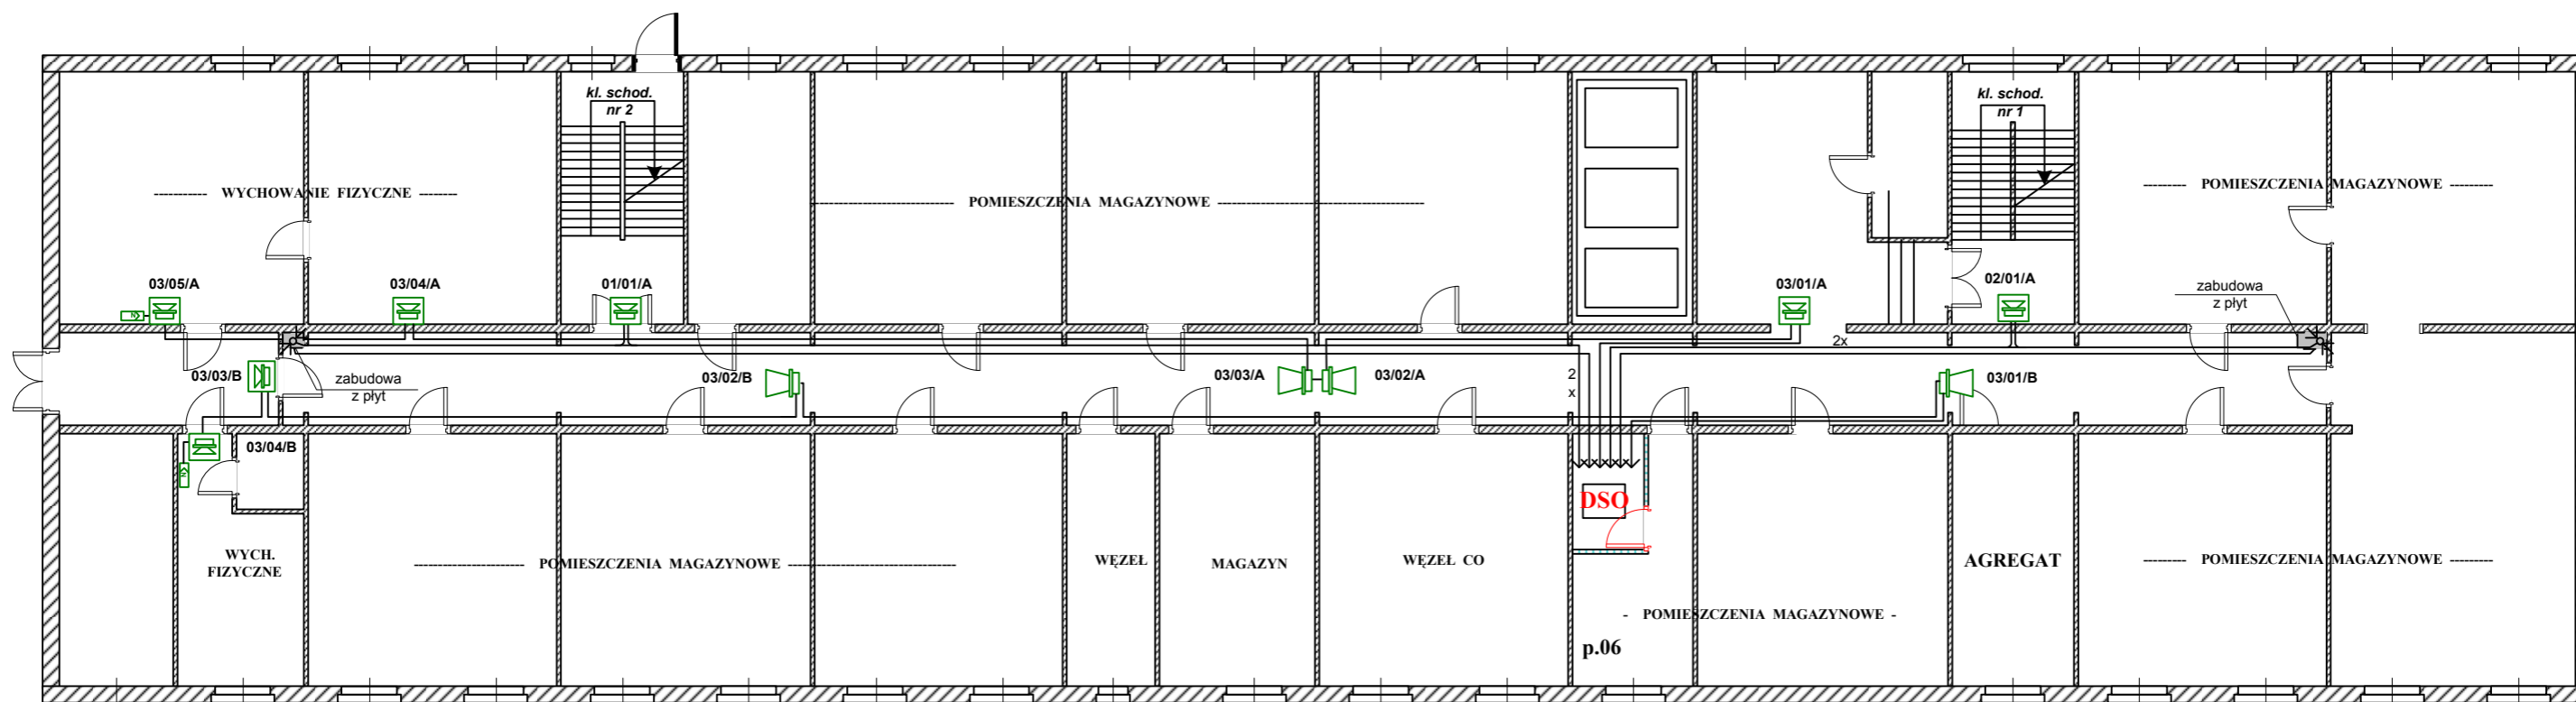 kl. schod.
nr 2
kl. schod.
nr 1
----------- WYCHOWANIE FIZYCZNE --------
------------------------------ POMIESZCZENIA MAGAZYNOWE --------------------------------------------
--------- POMIESZCZENIA MAGAZYNOWE ---------
03/05/A
03/04/A
01/01/A
03/01/A
02/01/A
zabudowa
z płyt
2x
03/03/B
zabudowa
z płyt
03/02/B
03/03/A
03/02/A
2
x
03/01/B
03/04/B
DSO
WYCH.
FIZYCZNE
----------------------- POMIESZCZENIA MAGAZYNOWE -----------------------------------
WĘZEŁ
MAGAZYN
WĘZEŁ CO
AGREGAT
--------- POMIESZCZENIA MAGAZYNOWE ---------
- POMIESZCZENIA MAGAZYNOWE -
p.06